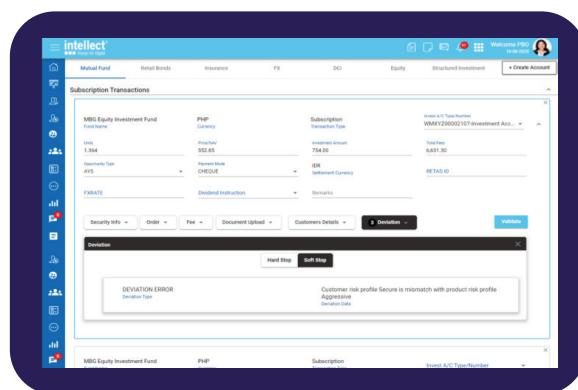 intellect
Welcome PBO
Mutual Fund
Retail Bonds
Insurance
FX
DCI
Equity
Structured Investment
+ Create Account
Subscription Transactions
MBG Equity Investment Fund
Fund Name
PHP
Currency
Subscription
Transaction Type
Invest A/C Type/Number
WMXYZ00002107-Investment Acc...
Units
1.364
Price/NAV
552.65
Investment Amount
754.00
Total Fees
6,651.30
Opportunity Type
AYS
Payment Mode
CHEQUE
IDR
Settlement Currency
RETAG ID
FXRATE
Dividend Instruction
Remarks
Security Info
Order
Fee
Document Upload
Customers Details
Deviation
Validate
Deviation
Hard Stop
Soft Stop
DEVIATION ERROR
Deviation Type
Customer risk profile Secure is mismatch with product risk profile
Aggressive
Deviation Data
MBG Equity Investment Fund
PHP
Subscription
Invest A/C Type/Number